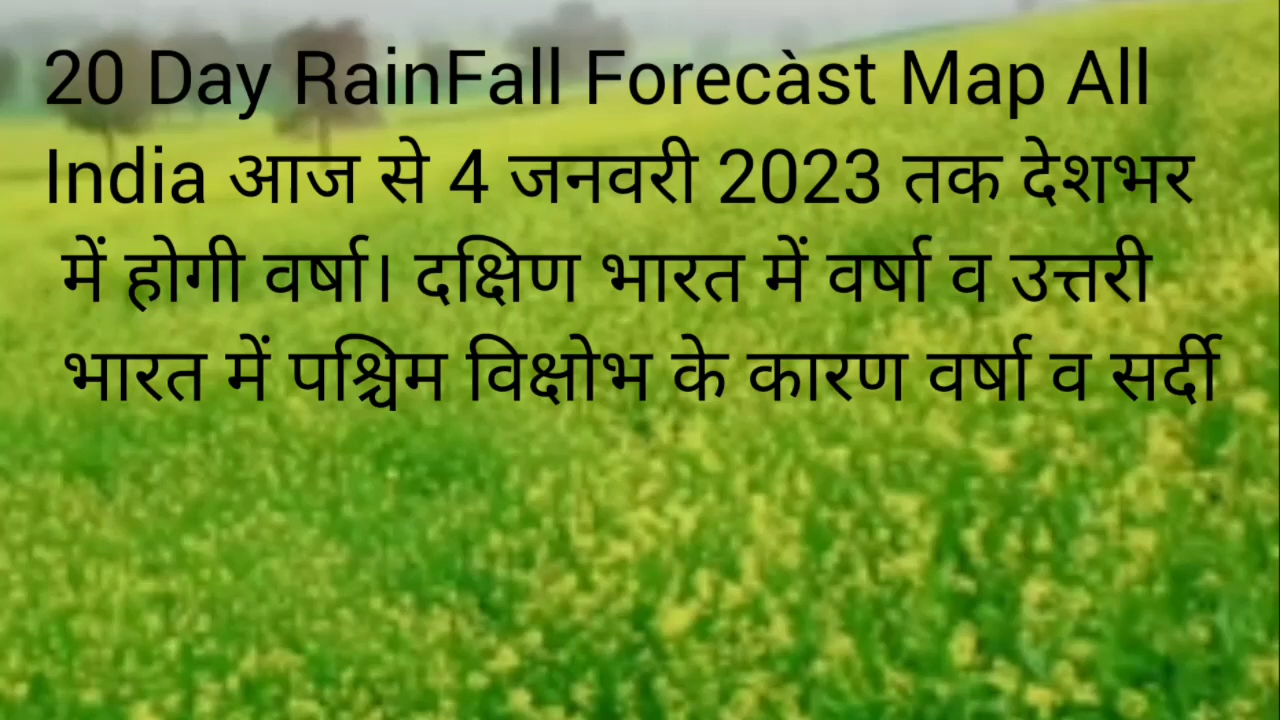 20 Day RainFall Forecàst Map All
India आज से 4 जनवरी 2023 तक देशभर
में होगी वर्षा। दक्षिण भारत में वर्षा व उत्तरी
भारत में पश्चिम विक्षोभ के कारण वर्षा व सर्दी